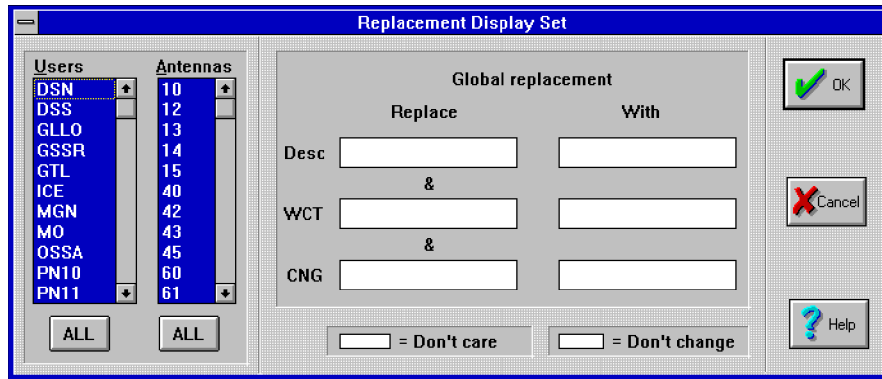 Replacement Display Set
Users
DSN
DSS
GLLO
GSSR
GTL
ICE
MGN
MO
OSSA
PN10
PN11
ALL
Antennas
10
12
13
14
15
40
42
43
45
60
61
ALL
Global replacement
Replace With
Desc
&
WCT
&
CNG
= Don't care
= Don't change
OK
Cancel
Help